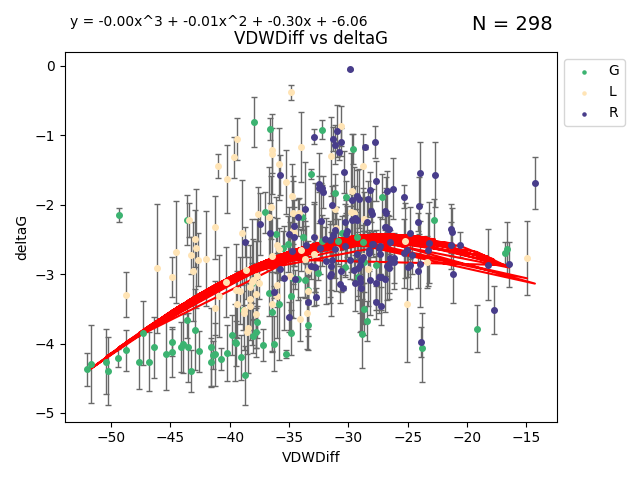 y = -0.00x^3 + -0.01x^2 + -0.30x + -6.06
N = 298
VDWDiff vs deltaG
G
L
R
0
−1
−2
−3
−4
−5
deltaG
−50 −45 −40 −35 −30 −25 −20 −15
VDWDiff